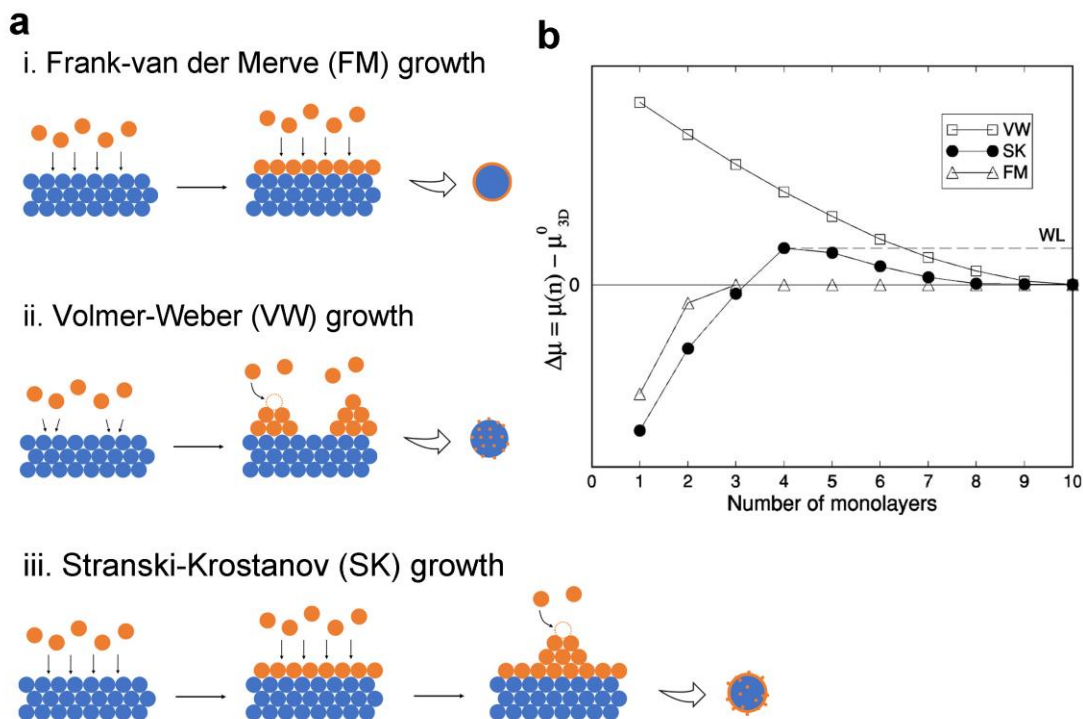 a
i. Frank-van der Merve (FM) growth
ii. Volmer-Weber (VW) growth
iii. Stranski-Krostanov (SK) growth
b
VW
SK
FM
WL
Δμ = μ(n) − μ⁰3D
0
0 1 2 3 4 5 6 7 8 9 10
Number of monolayers